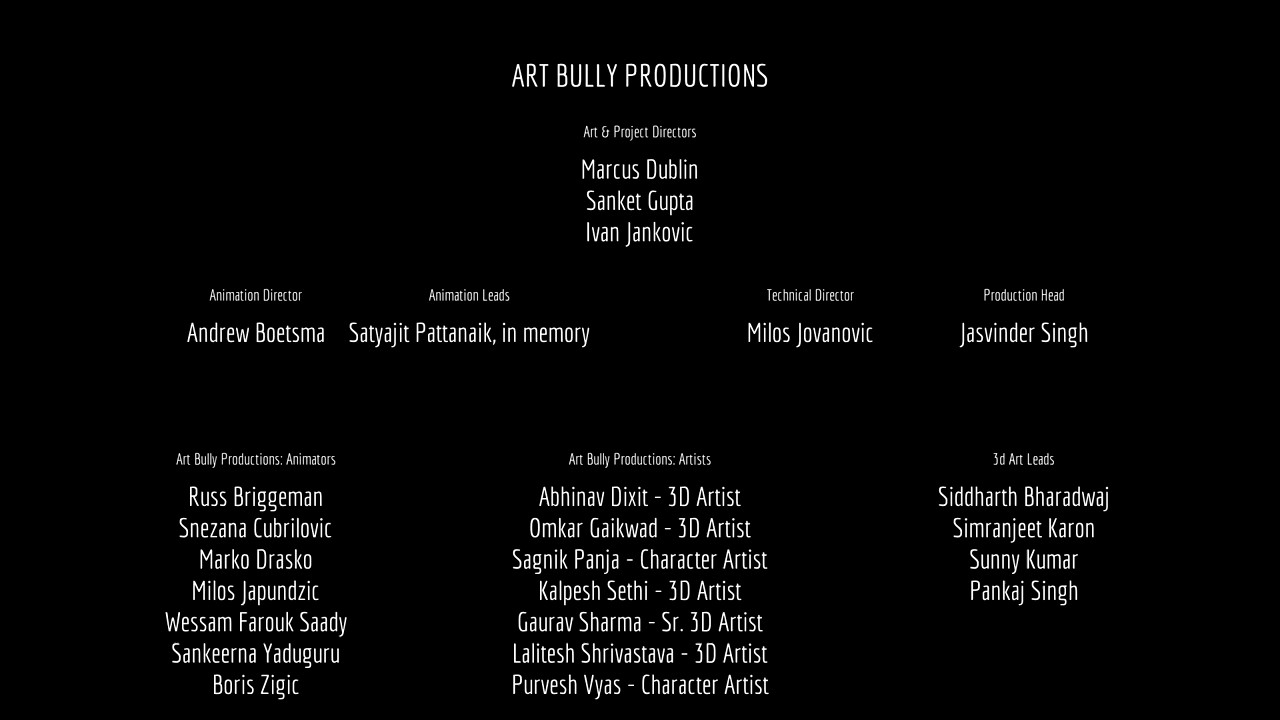 ART BULLY PRODUCTIONS
Art & Project Directors
Marcus Dublin
Sanket Gupta
Ivan Jankovic
Animation Director
Andrew Boetsma
Animation Leads
Satyajit Pattanaik, in memory
Technical Director
Milos Jovanovic
Production Head
Jasvinder Singh
Art Bully Productions: Animators
Russ Briggeman
Snezana Cubrilovic
Marko Drasko
Milos Japundzic
Wessam Farouk Saady
Sankeerna Yaduguru
Boris Zigic
Art Bully Productions: Artists
Abhinav Dixit - 3D Artist
Omkar Gaikwad - 3D Artist
Sagnik Panja - Character Artist
Kalpesh Sethi - 3D Artist
Gaurav Sharma - Sr. 3D Artist
Lalitesh Shrivastava - 3D Artist
Purvesh Vyas - Character Artist
3d Art Leads
Siddharth Bharadwaj
Simranjeet Karon
Sunny Kumar
Pankaj Singh